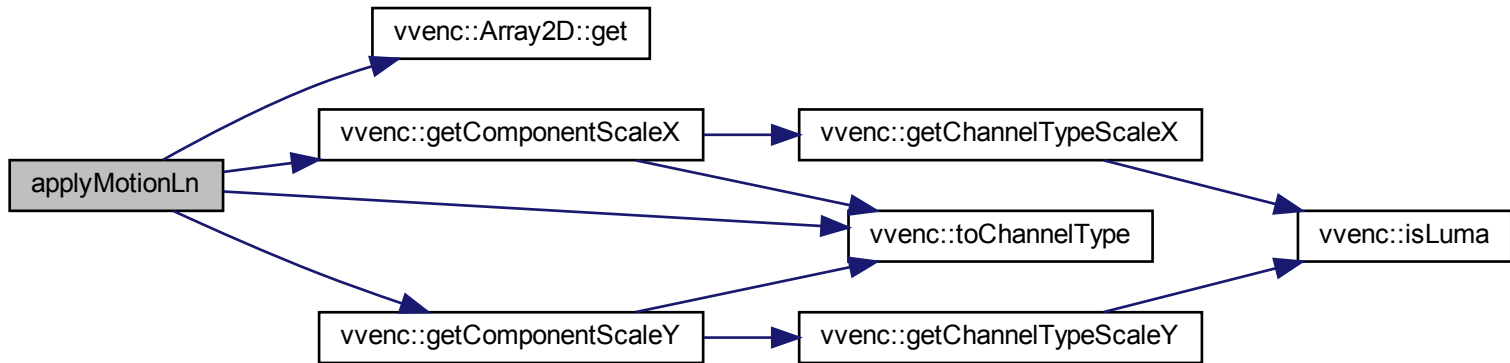 vvenc::Array2D::get
vvenc::getComponentScaleX
vvenc::getChannelTypeScaleX
applyMotionLn
vvenc::toChannelType
vvenc::isLuma
vvenc::getComponentScaleY
vvenc::getChannelTypeScaleY